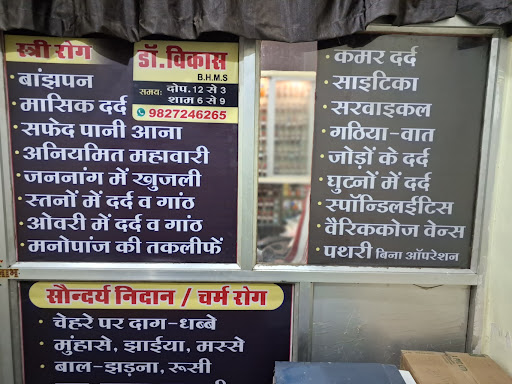 स्त्री रोग
डॉ. विकास
B.H.M.S
समयः दोप. 12 से 3
शाम 6 से 9
9827246265
• बांझपन
• मासिक दर्द
• सफेद पानी आना
• अनियमित महावारी
• जननांग में खुजली
• स्तनों में दर्द व गांठ
• ओवरी में दर्द व गांठ
• मनोपांज की तकलीफें
• कमर दर्द
• साइटिका
• सरवाइकल
• गठिया-वात
• जोड़ों के दर्द
• घुटनों में दर्द
• स्पॉन्डिलाईटिस
• वैरिककोज वेन्स
• पथरी बिना ऑपरेशन
सौन्दर्य निदान / चर्म रोग
• चेहरे पर दाग-धब्बे
• मुंहासे, झाईया, मस्से
• बाल-झड़ना, रूसी